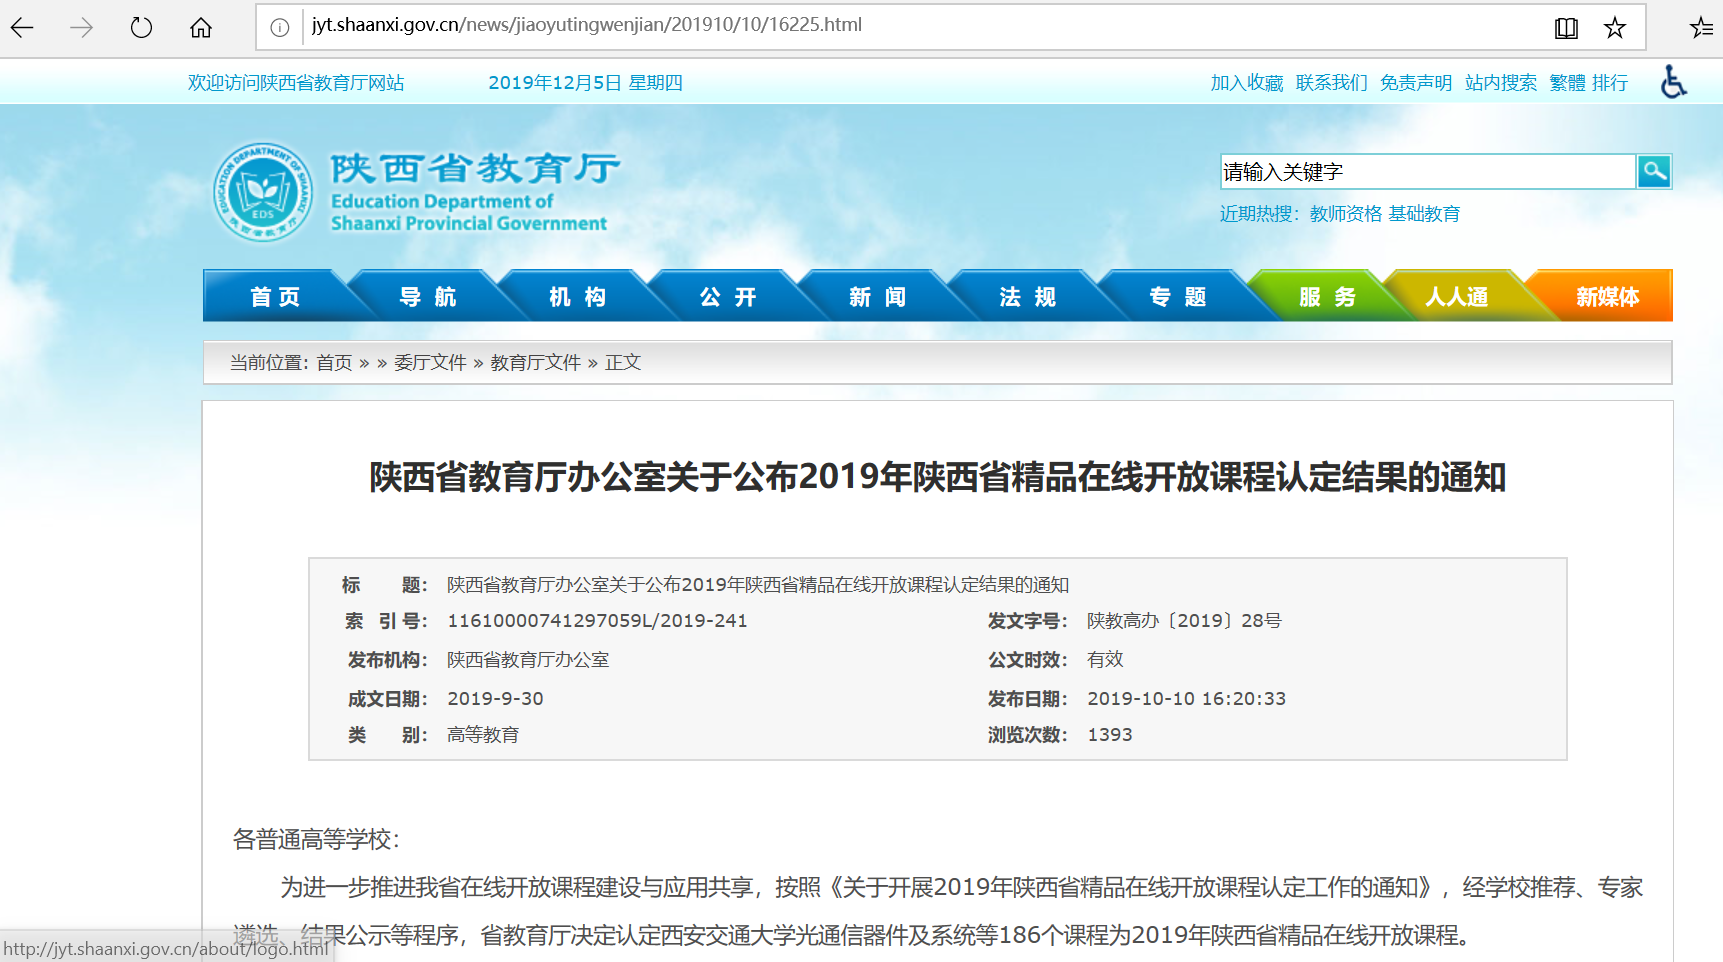 jyt.shaanxi.gov.cn/news/jiaoyutingwenjian/201910/10/16225.html
欢迎访问陕西省教育厅网站 2019年12月5日 星期四 加入收藏 联系我们 免责声明 站内搜索 繁體 排行
EDUCATION DEPARTMENT OF SHAANXI
EDS
陕西省教育厅
陕西省教育厅
Education Department of
Shaanxi Provincial Government
请输入关键字
近期热搜：教师资格 基础教育
首 页 导 航 机 构 公 开 新 闻 法 规 专 题 服 务 人人通 新媒体
当前位置: 首页 » » 委厅文件 » 教育厅文件 » 正文
陕西省教育厅办公室关于公布2019年陕西省精品在线开放课程认定结果的通知
标 题： 陕西省教育厅办公室关于公布2019年陕西省精品在线开放课程认定结果的通知
索 引 号： 11610000741297059L/2019-241 发文字号： 陕教高办〔2019〕28号
发布机构： 陕西省教育厅办公室 公文时效： 有效
成文日期： 2019-9-30 发布日期： 2019-10-10 16:20:33
类 别： 高等教育 浏览次数： 1393
各普通高等学校：
为进一步推进我省在线开放课程建设与应用共享，按照《关于开展2019年陕西省精品在线开放课程认定工作的通知》，经学校推荐、专家
遴选、结果公示等程序，省教育厅决定认定西安交通大学光通信器件及系统等186个课程为2019年陕西省精品在线开放课程。
http://jyt.shaanxi.gov.cn/about/logo.html